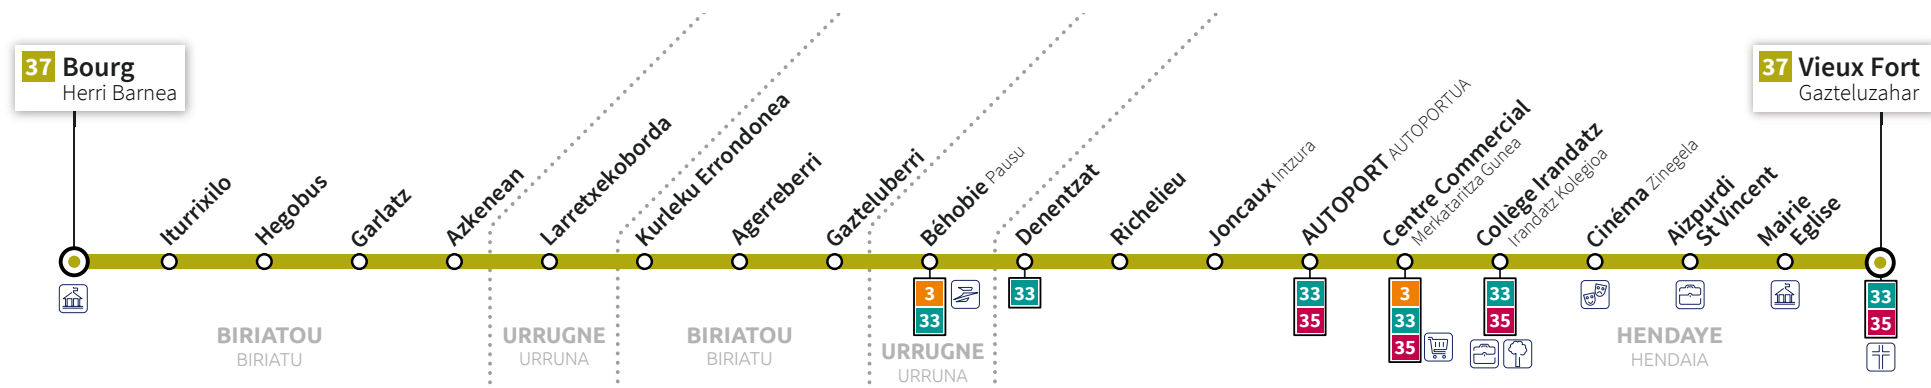 37 Bourg
Herri Barnea
Iturrixilo
Hegobus
Garlatz
Azkenean
Larretxekoborda
Kurleku Errondonea
Agerreberri
Gazteluberri
Béhobie Pausu
Denentzat
Richelieu
Joncaux Intzura
AUTOPORT AUTOPORTUA
Centre Commercial
Merkataritza Gunea
Collège Irandatz
Irandatz Kolegioa
Cinéma Zinegela
Aizpurdi
St Vincent
Mairie
Eglise
37 Vieux Fort
Gazteluzahar
3
33
33
33
35
3
33
35
33
35
33
35
BIRIATOU
BIRIATU
URRUGNE
URRUNA
BIRIATOU
BIRIATU
URRUGNE
URRUNA
HENDAYE
HENDAIA